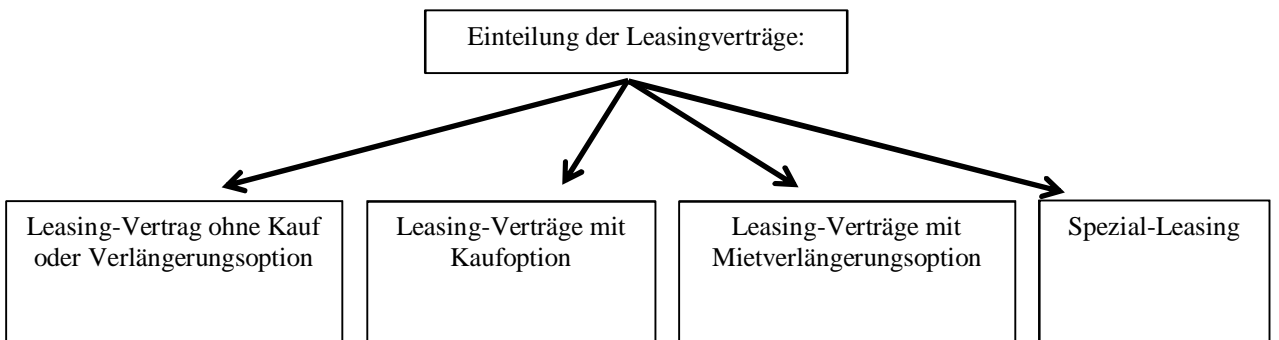 Einteilung der Leasingverträge:
Leasing-Vertrag ohne Kauf
oder Verlängerungsoption
Leasing-Verträge mit
Kaufoption
Leasing-Verträge mit
Mietverlängerungsoption
Spezial-Leasing